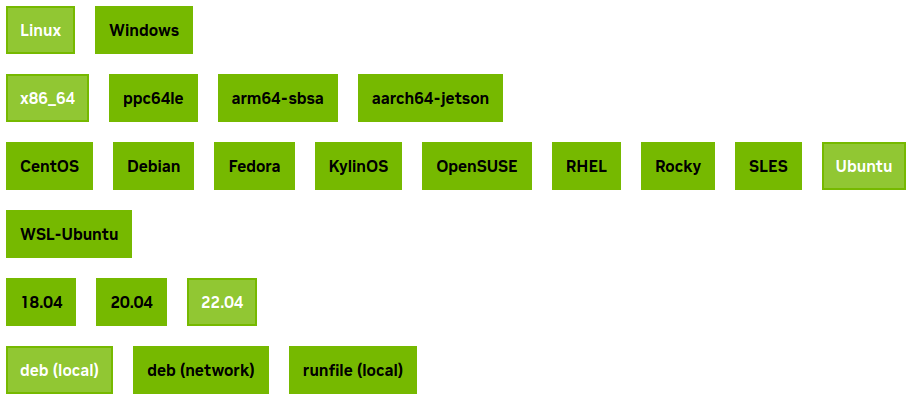 Linux Windows
x86_64 ppc64le arm64-sbsa aarch64-jetson
CentOS Debian Fedora KylinOS OpenSUSE RHEL Rocky SLES Ubuntu
WSL-Ubuntu
18.04 20.04 22.04
deb (local) deb (network) runfile (local)